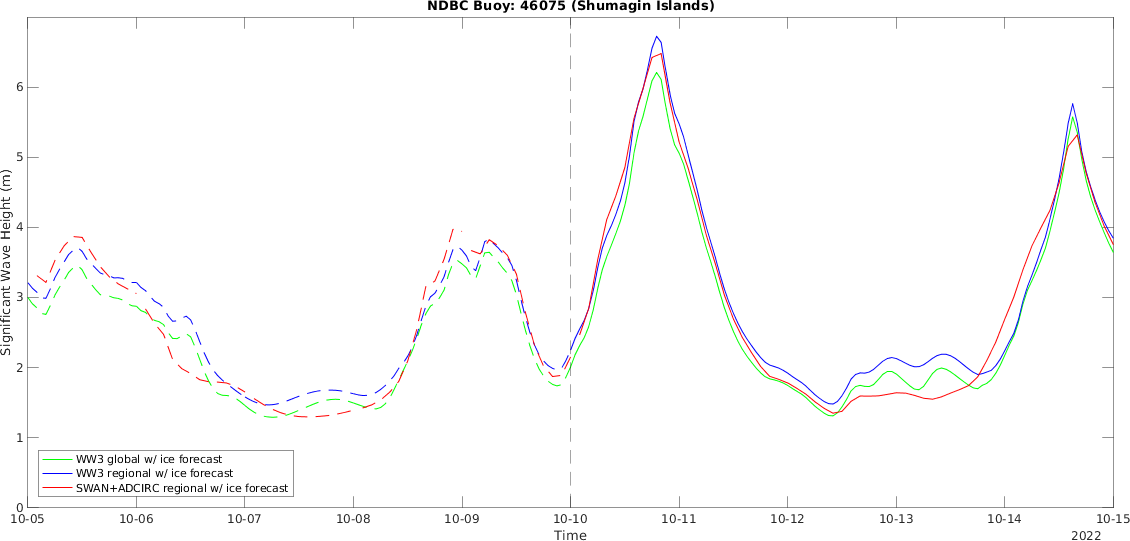 NDBC Buoy: 46075 (Shumagin Islands)
Significant Wave Height (m)
6
5
4
3
2
1
0
WW3 global w/ ice forecast
WW3 regional w/ ice forecast
SWAN+ADCIRC regional w/ ice forecast
10-05 10-06 10-07 10-08 10-09 10-10 10-11 10-12 10-13 10-14 10-15
Time
2022